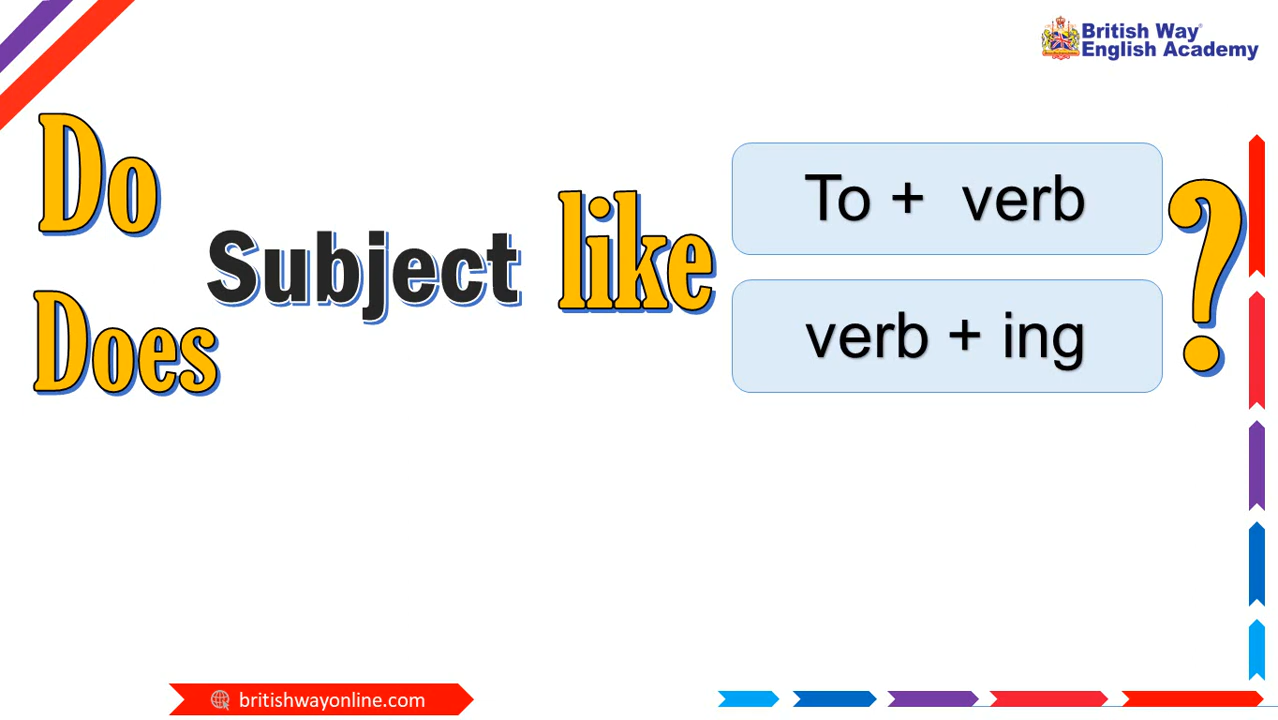 British Way®
English Academy
Do
Does
Subject
like
To + verb
verb + ing
?
britishwayonline.com